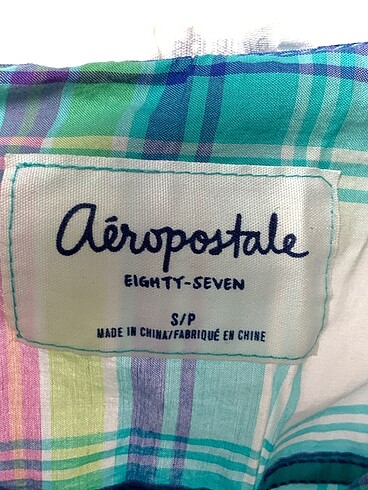 aéropostale
EIGHTY-SEVEN
S/P
MADE IN CHINA/FABRIQUÉ EN CHINE